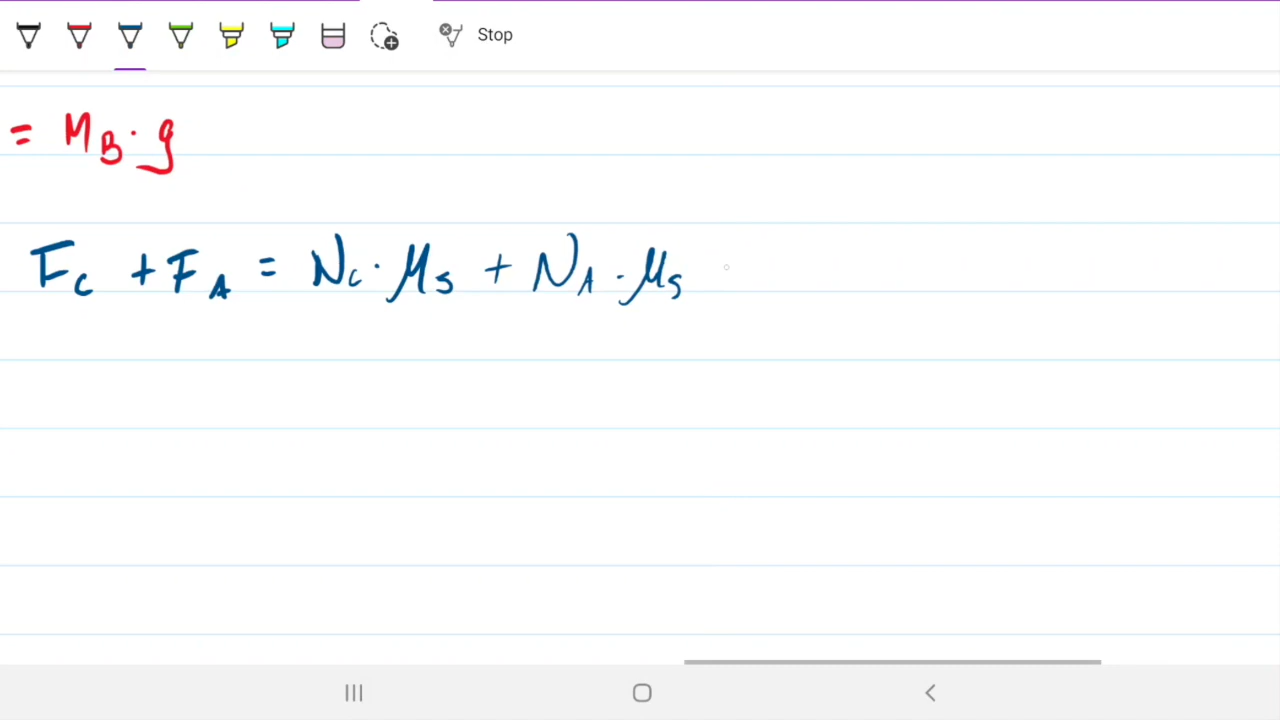 Stop
= M_B · g
F_C + F_A = N_C · μ_S + N_A · μ_S